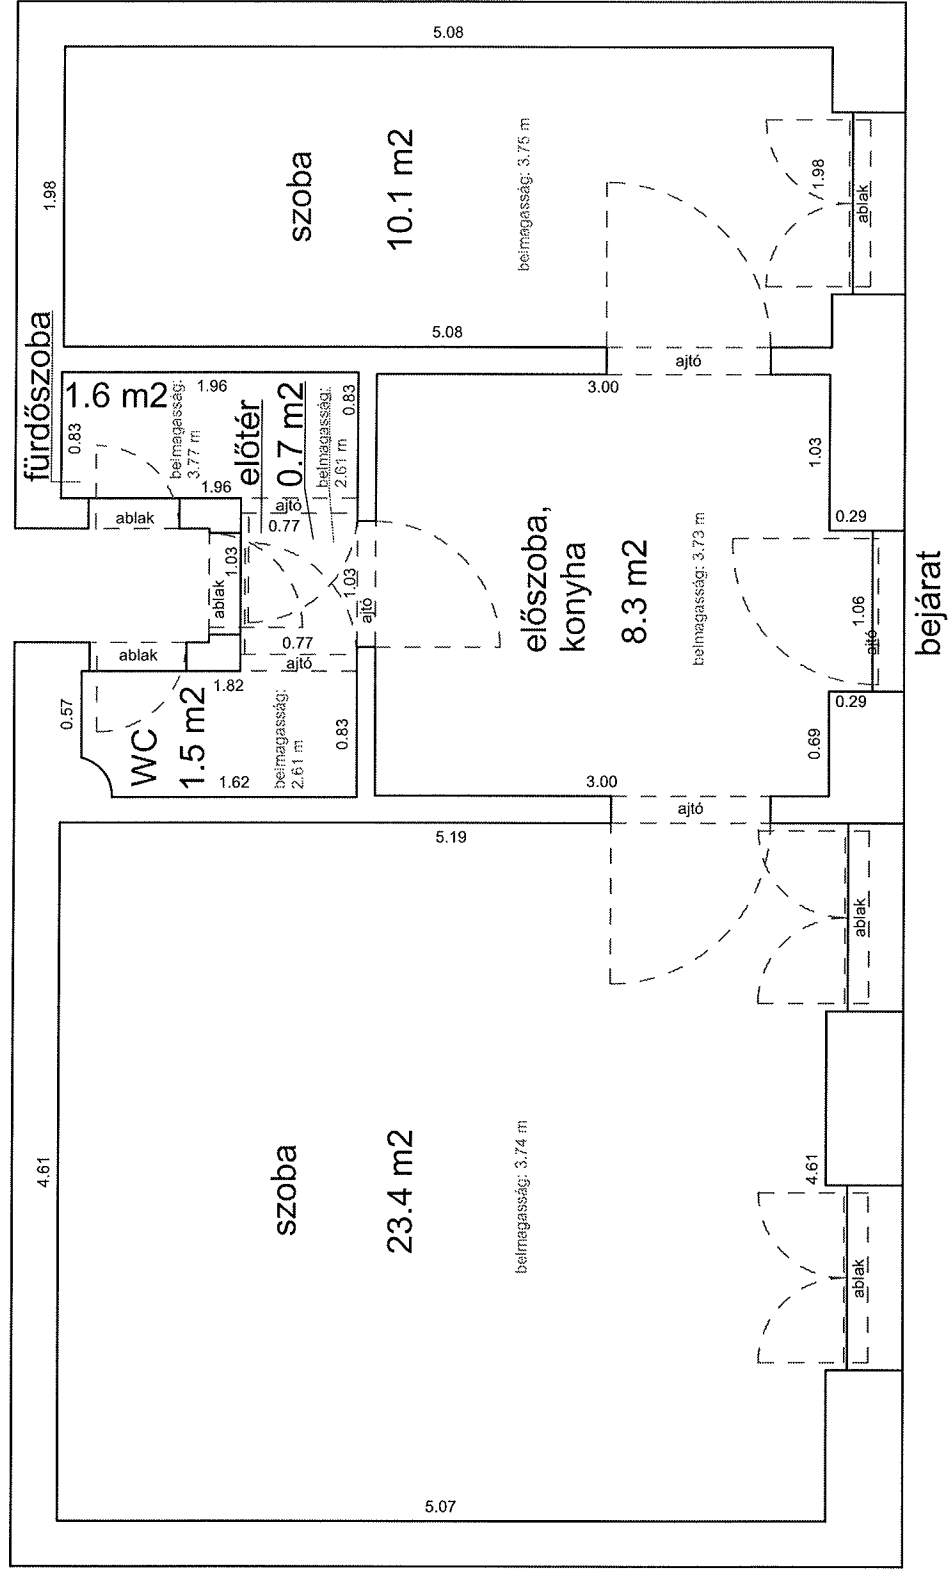 5.08
1.98
szoba
10.1 m2
belmagasság: 3.75 m
1.98
ablak
5.08
ajtó
fürdőszoba
1.6 m2
belmagasság:
3.77 m
1.96
0.83
1.96
ablak
előtér
0.7 m2
belmagasság:
2.61 m
0.83
ajtó
0.77
1.03
ablak
1.03
ajtó
0.77
ajtó
ablak
0.57
WC
1.5 m2
belmagasság:
2.61 m
1.82
1.62
0.83
3.00
előszoba,
konyha
8.3 m2
belmagasság: 3.73 m
1.03
0.29
1.06
ajtó
0.29
0.69
3.00
ajtó
bejárat
5.19
4.61
szoba
23.4 m2
belmagasság: 3.74 m
ablak
4.61
ablak
5.07